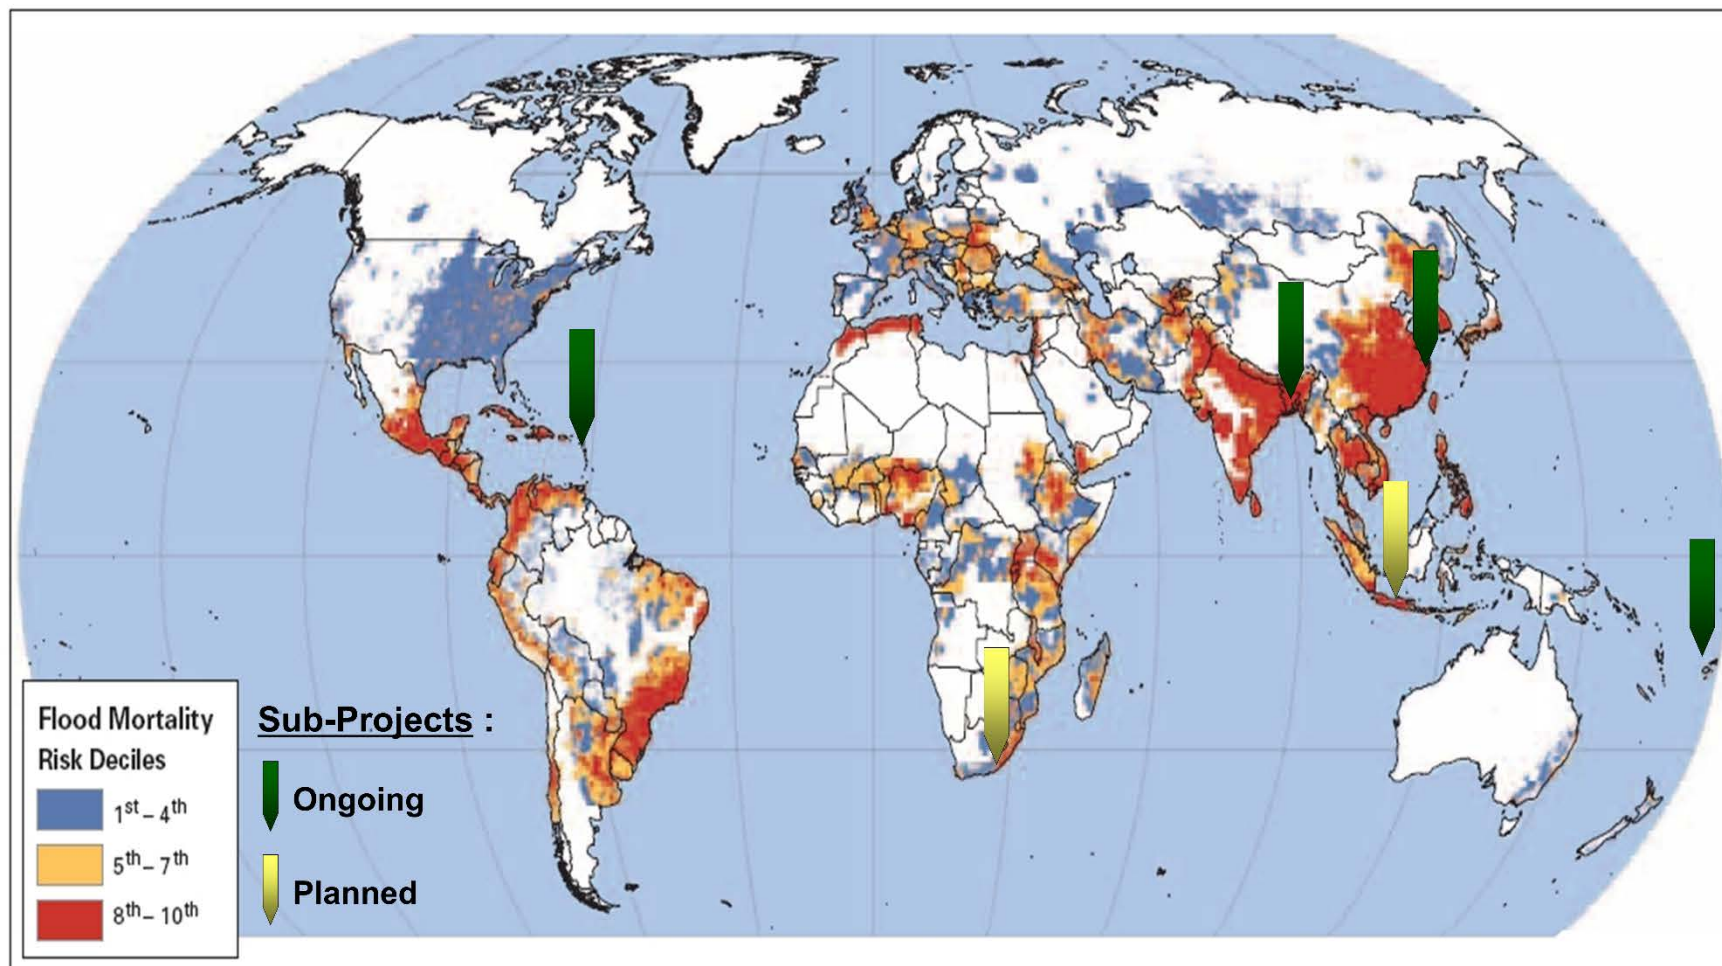 Flood Mortality
Risk Deciles
1st – 4th
5th – 7th
8th – 10th
Sub-Projects :
Ongoing
Planned